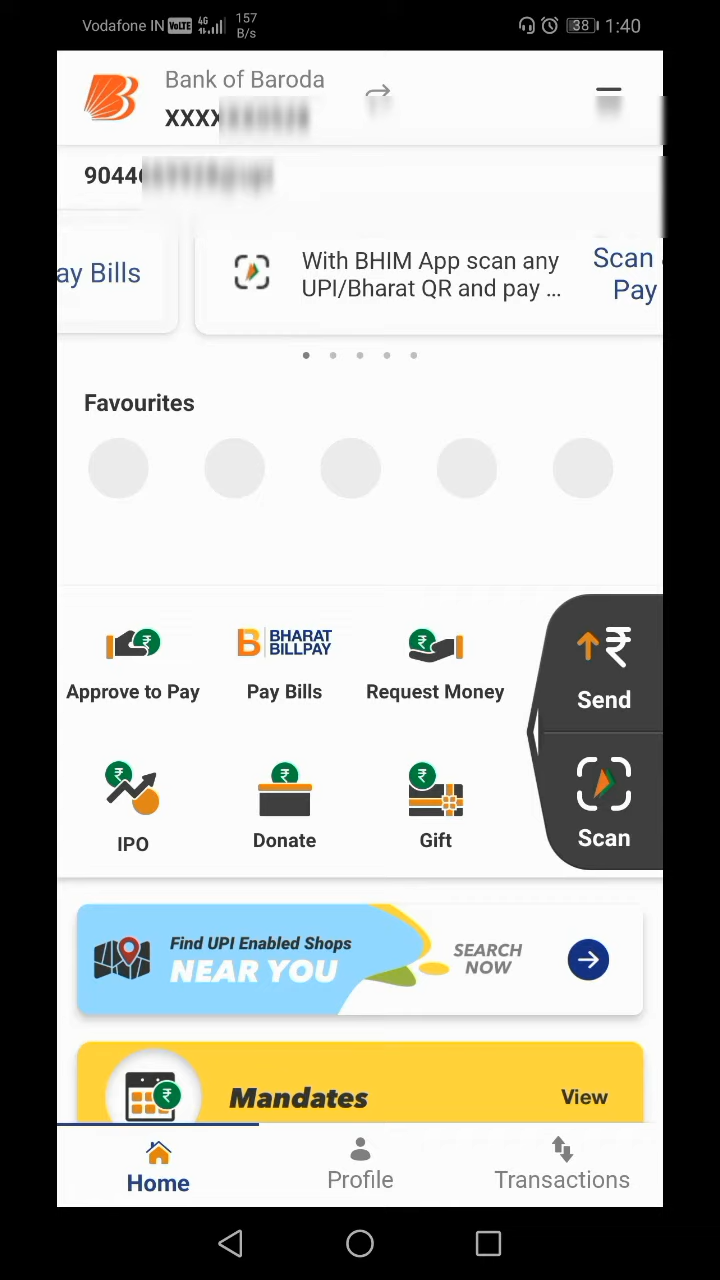 Vodafone IN VoLTE 4G 157 B/s 38 1:40
Bank of Baroda
XXXX
9044
ay Bills
With BHIM App scan any
UPI/Bharat QR and pay ...
Scan
Pay
Favourites
Approve to Pay
BHARAT BILLPAY
Pay Bills
Request Money
Send
IPO
Donate
Gift
Scan
Find UPI Enabled Shops
NEAR YOU
SEARCH
NOW
Mandates
View
Home
Profile
Transactions